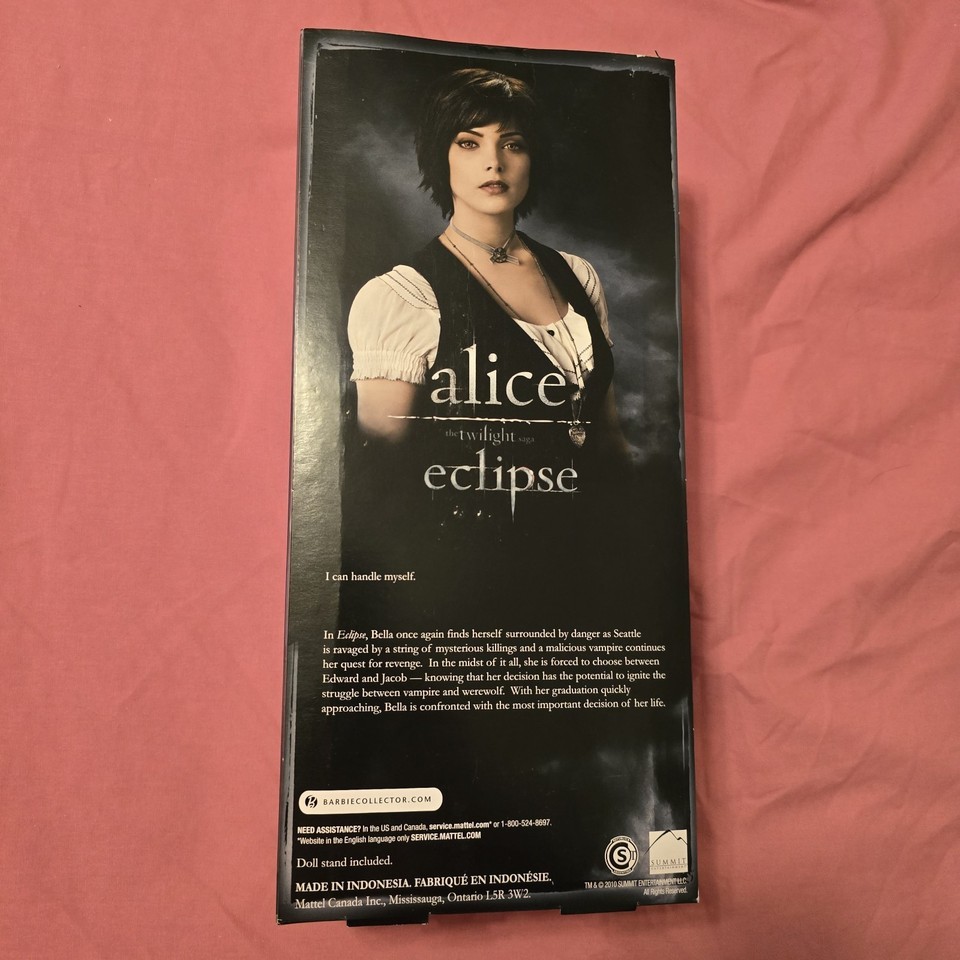 alice
the twilight saga
eclipse
I can handle myself.
In Eclipse, Bella once again finds herself surrounded by danger as Seattle
is ravaged by a string of mysterious killings and a malicious vampire continues
her quest for revenge. In the midst of it all, she is forced to choose between
Edward and Jacob — knowing that her decision has the potential to ignite the
struggle between vampire and werewolf. With her graduation quickly
approaching, Bella is confronted with the most important decision of her life.
B BARBIECOLLECTOR.COM
NEED ASSISTANCE? In the US and Canada, service.mattel.com* or 1-800-524-8697.
*Website in the English language only SERVICE.MATTEL.COM
Doll stand included.
MADE IN INDONESIA. FABRIQUÉ EN INDONÉSIE.
Mattel Canada Inc., Mississauga, Ontario L5R 3W2.
S
SUMMIT
ENTERTAINMENT
TM & © 2010 SUMMIT ENTERTAINMENT LLC.
All Rights Reserved.